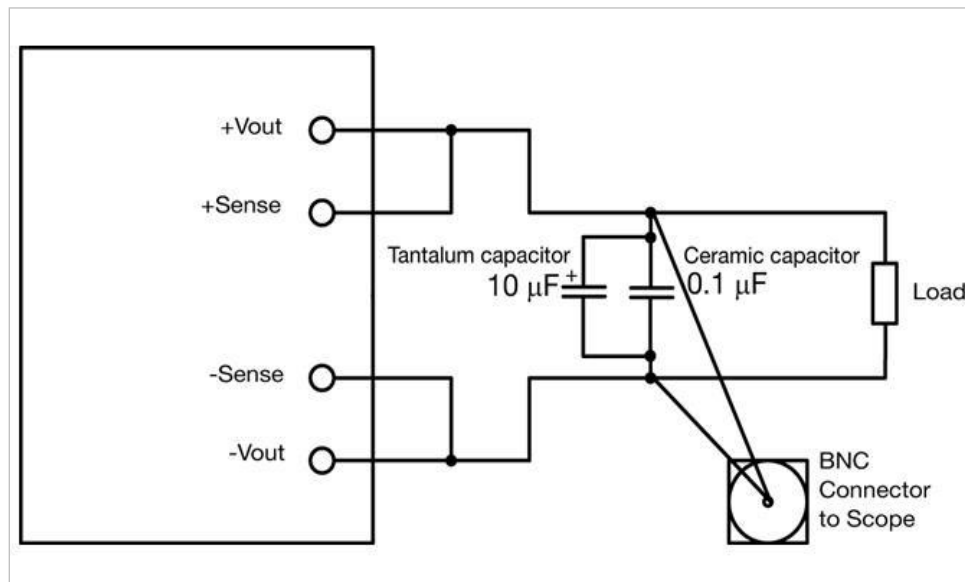 +Vout
+Sense
Tantalum capacitor
10 μF
+
Ceramic capacitor
0.1 μF
Load
-Sense
-Vout
BNC
Connector
to Scope